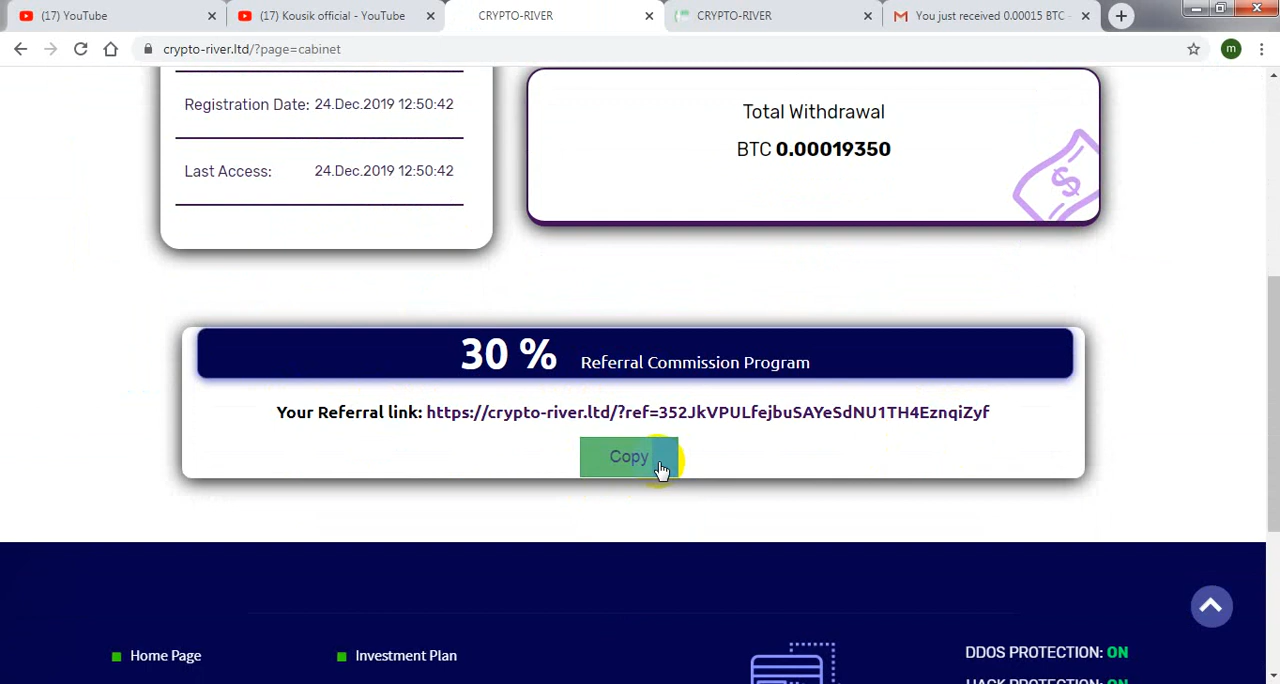 (17) YouTube
(17) Kousik official - YouTube
CRYPTO-RIVER
CRYPTO-RIVER
You just received 0.00015 BTC -
crypto-river.ltd/?page=cabinet
m
Registration Date: 24.Dec.2019 12:50:42
Last Access: 24.Dec.2019 12:50:42
Total Withdrawal
BTC 0.00019350
30 % Referral Commission Program
Your Referral link: https://crypto-river.ltd/?ref=352JkVPULfejbuSAYeSdNU1TH4EznqiZyf
Copy
Home Page
Investment Plan
DDOS PROTECTION: ON
HACK PROTECTION: ON